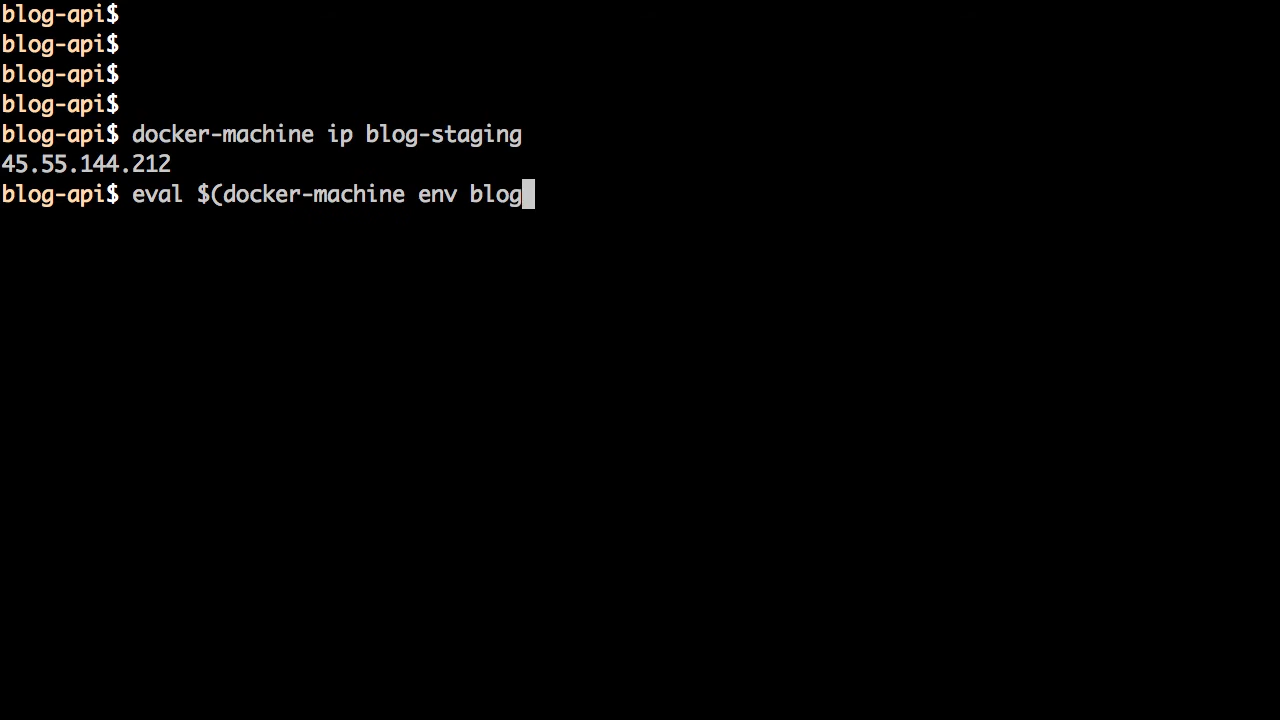 blog-api$
blog-api$
blog-api$
blog-api$
blog-api$ docker-machine ip blog-staging
45.55.144.212
blog-api$ eval $(docker-machine env blog